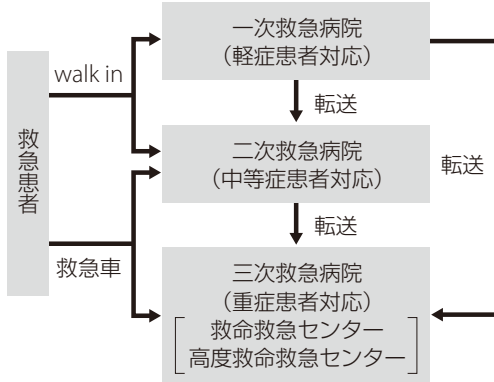 救急患者
walk in
救急車
一次救急病院
(軽症患者対応)
転送
二次救急病院
(中等症患者対応)
転送
転送
三次救急病院
(重症患者対応)
救命救急センター
高度救命救急センター